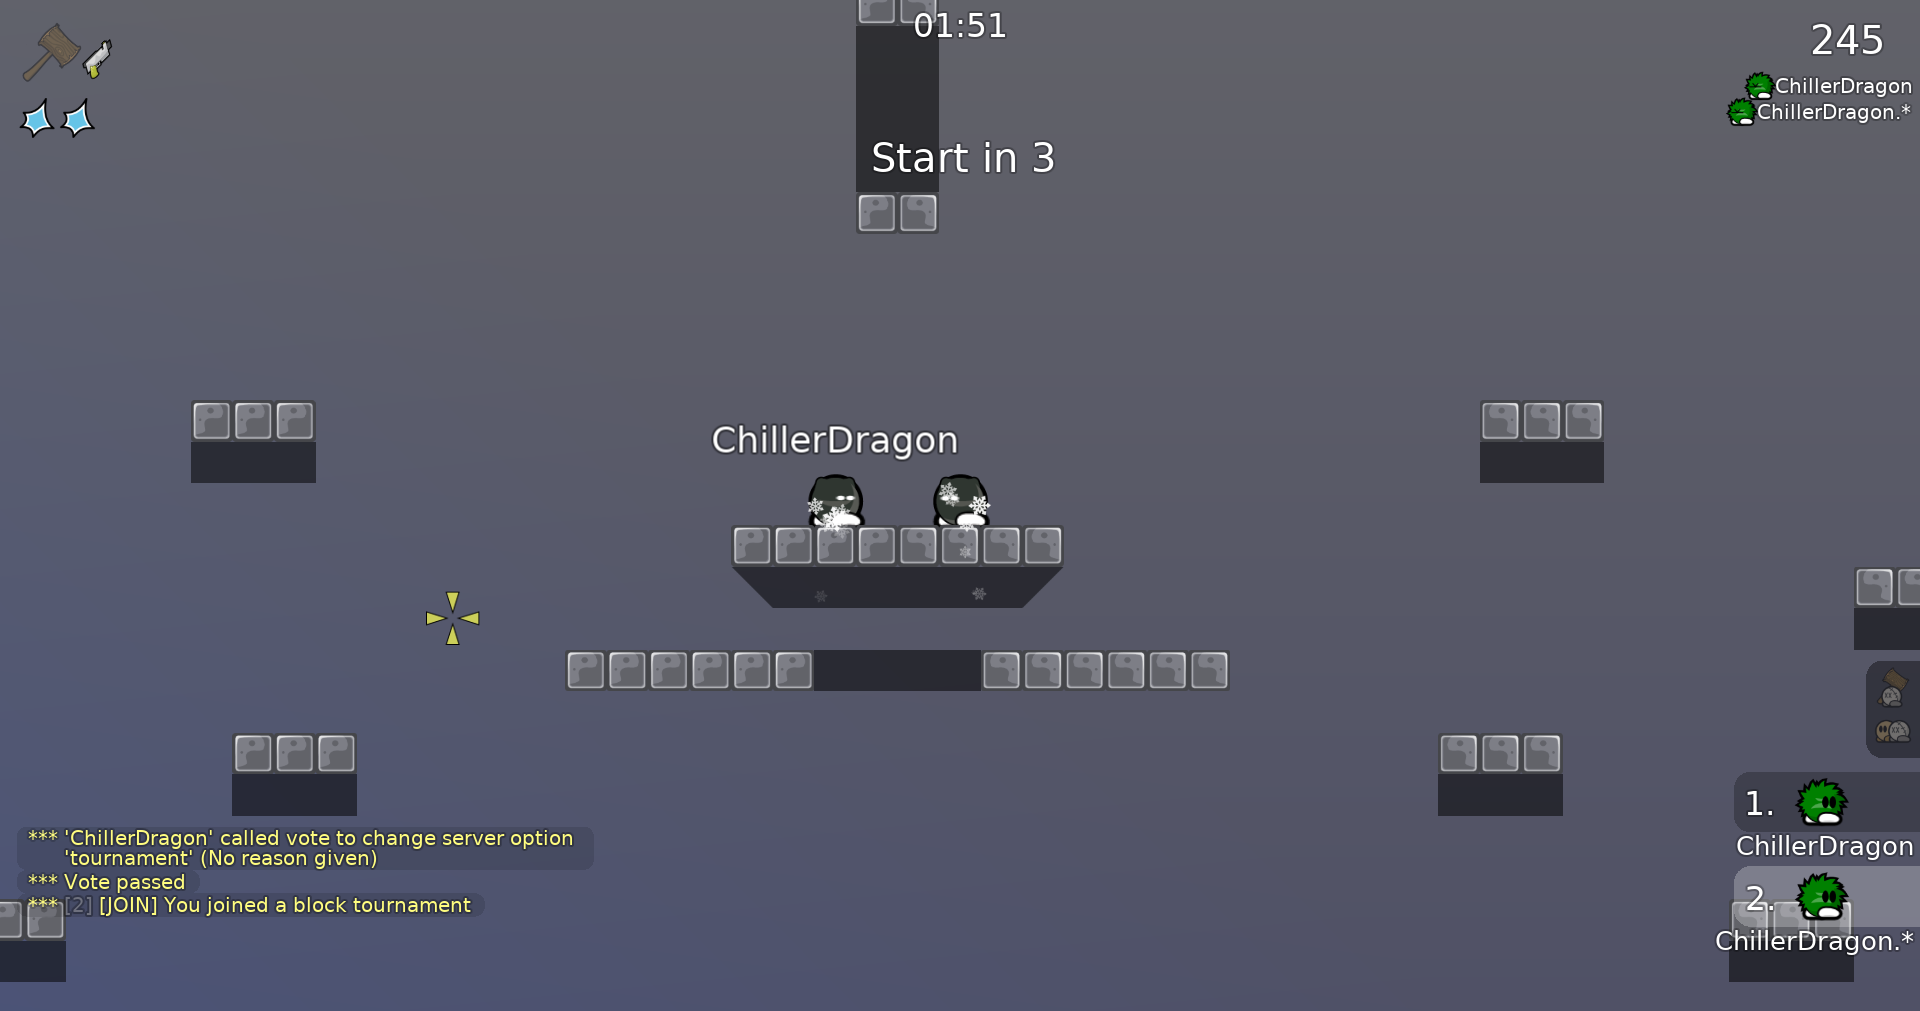 01:51
245
ChillerDragon
ChillerDragon.*
Start in 3
ChillerDragon
*** 'ChillerDragon' called vote to change server option
'tournament' (No reason given)
*** Vote passed
*** [2] [JOIN] You joined a block tournament
1.
ChillerDragon
2.
ChillerDragon.*